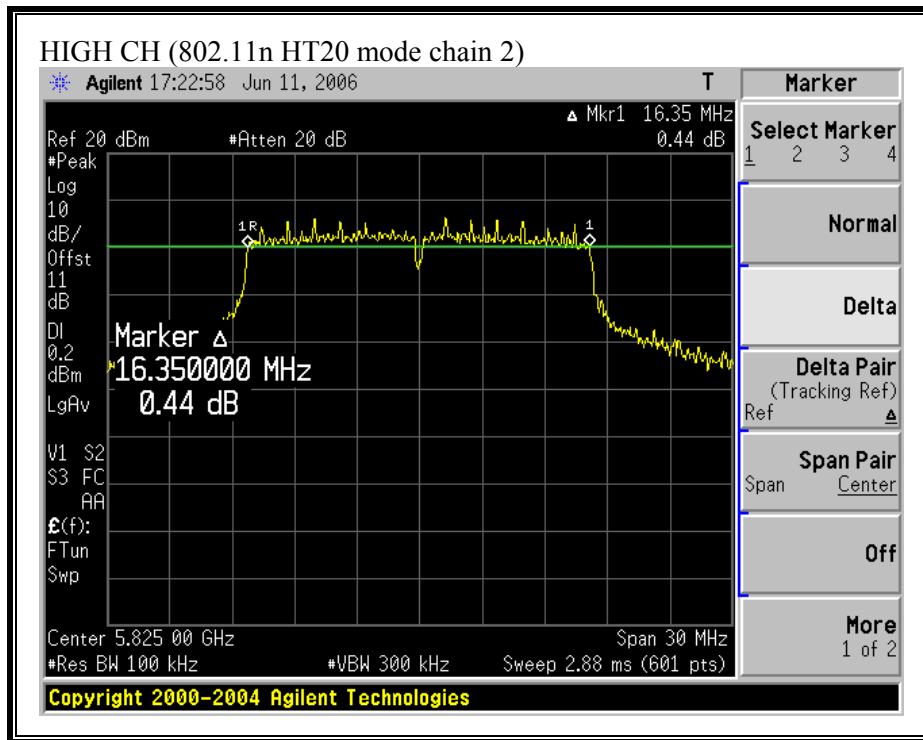 HIGH CH (802.11n HT20 mode chain 2)
Agilent 17:22:58 Jun 11, 2006 T
Δ Mkr1 16.35 MHz
Ref 20 dBm #Atten 20 dB 0.44 dB
#Peak
Log
10
dB/
Offst
11
dB
DI
0.2
dBm
LgAv
V1 S2
S3 FC
AA
£(f):
FTun
Swp
1R
1
Marker Δ
16.350000 MHz
0.44 dB
Center 5.825 00 GHz Span 30 MHz
#Res BW 100 kHz #VBW 300 kHz Sweep 2.88 ms (601 pts)
Copyright 2000-2004 Agilent Technologies
Marker
Select Marker
1 2 3 4
Normal
Delta
Delta Pair
(Tracking Ref)
Ref Δ
Span Pair
Span Center
Off
More
1 of 2